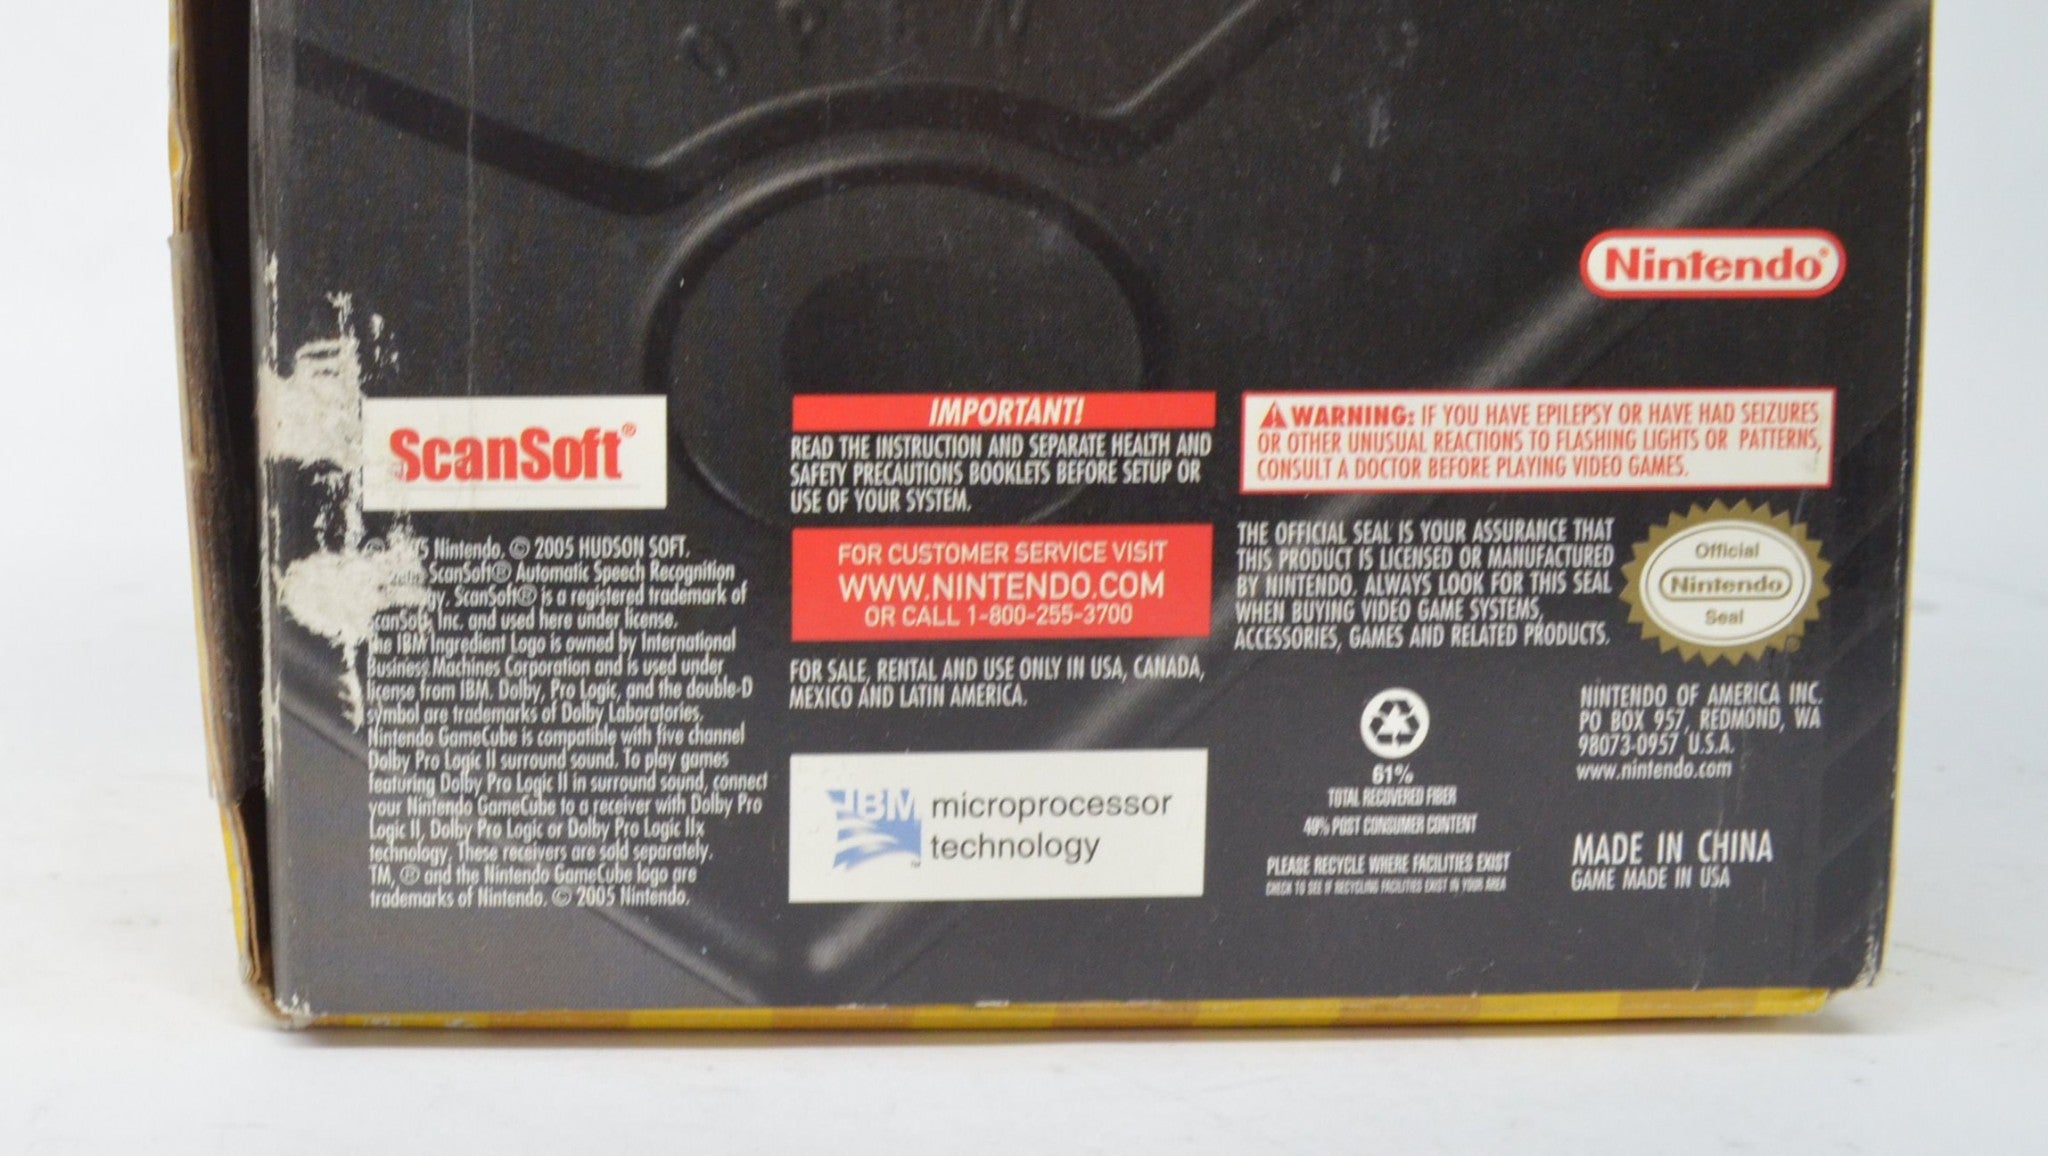 OPEN
Nintendo®
ScanSoft®
5 Nintendo. © 2005 HUDSON SOFT.
ScanSoft® Automatic Speech Recognition
ScanSoft® is a registered trademark of
Inc. and used here under license.
IBM Ingredient Logo is owned by International
Business Machines Corporation and is used under
license from IBM. Dolby, Pro Logic, and the double-D
symbol are trademarks of Dolby Laboratories.
Nintendo GameCube is compatible with five channel
Dolby Pro Logic II surround sound. To play games
featuring Dolby Pro Logic II in surround sound, connect
your Nintendo GameCube to a receiver with Dolby Pro
Logic II, Dolby Pro Logic or Dolby Pro Logic IIx
technology. These receivers are sold separately.
TM, ® and the Nintendo GameCube logo are
trademarks of Nintendo. © 2005 Nintendo.
IMPORTANT!
READ THE INSTRUCTION AND SEPARATE HEALTH AND
SAFETY PRECAUTIONS BOOKLETS BEFORE SETUP OR
USE OF YOUR SYSTEM.
FOR CUSTOMER SERVICE VISIT
WWW.NINTENDO.COM
OR CALL 1-800-255-3700
FOR SALE, RENTAL AND USE ONLY IN USA, CANADA,
MEXICO AND LATIN AMERICA.
IBM microprocessor
technology
WARNING: IF YOU HAVE EPILEPSY OR HAVE HAD SEIZURES
OR OTHER UNUSUAL REACTIONS TO FLASHING LIGHTS OR PATTERNS,
CONSULT A DOCTOR BEFORE PLAYING VIDEO GAMES.
THE OFFICIAL SEAL IS YOUR ASSURANCE THAT
THIS PRODUCT IS LICENSED OR MANUFACTURED
BY NINTENDO. ALWAYS LOOK FOR THIS SEAL
WHEN BUYING VIDEO GAME SYSTEMS,
ACCESSORIES, GAMES AND RELATED PRODUCTS.
Official
Nintendo
Seal
61%
TOTAL RECOVERED FIBER
49% POST CONSUMER CONTENT
PLEASE RECYCLE WHERE FACILITIES EXIST
CHECK TO SEE IF RECYCLING FACILITIES EXIST IN YOUR AREA
NINTENDO OF AMERICA INC.
PO BOX 957, REDMOND, WA
98073-0957 U.S.A.
www.nintendo.com
MADE IN CHINA
GAME MADE IN USA